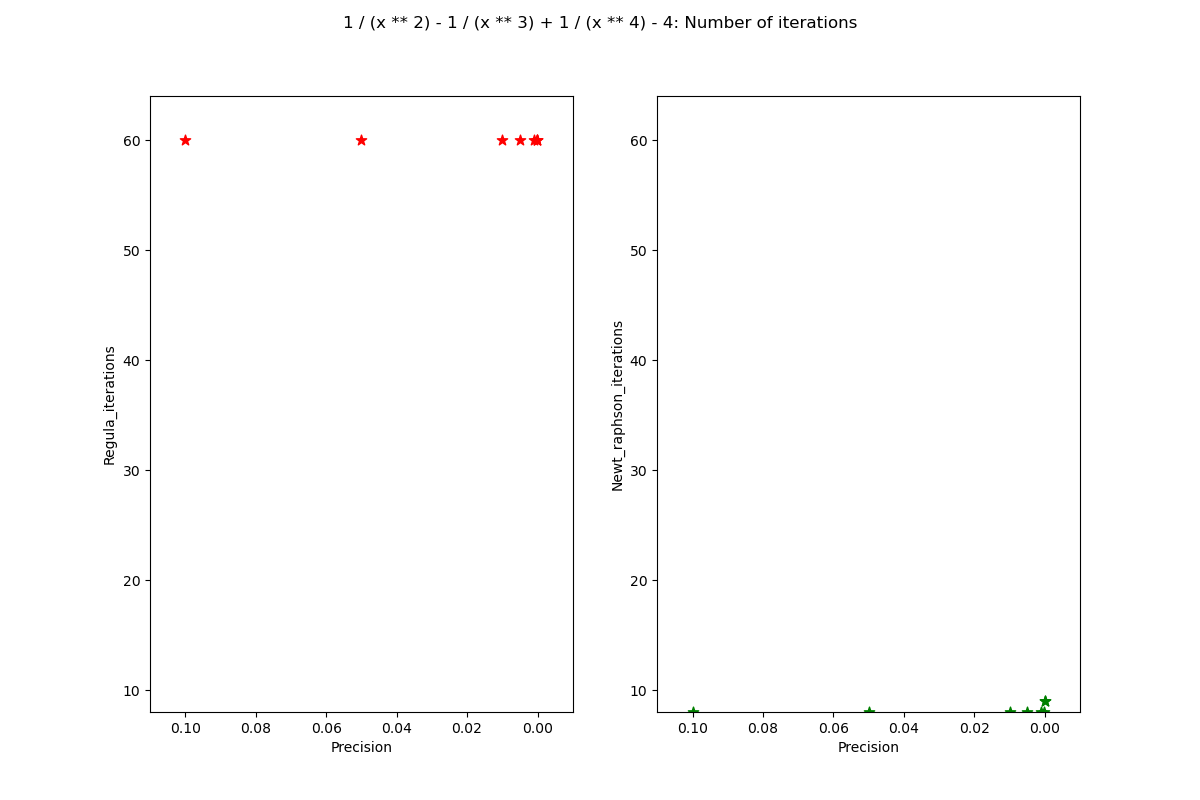 1 / (x ** 2) - 1 / (x ** 3) + 1 / (x ** 4) - 4: Number of iterations
Regula_iterations
60
50
40
30
20
10
0.10 0.08 0.06 0.04 0.02 0.00
Precision
Newt_raphson_iterations
60
50
40
30
20
10
0.10 0.08 0.06 0.04 0.02 0.00
Precision